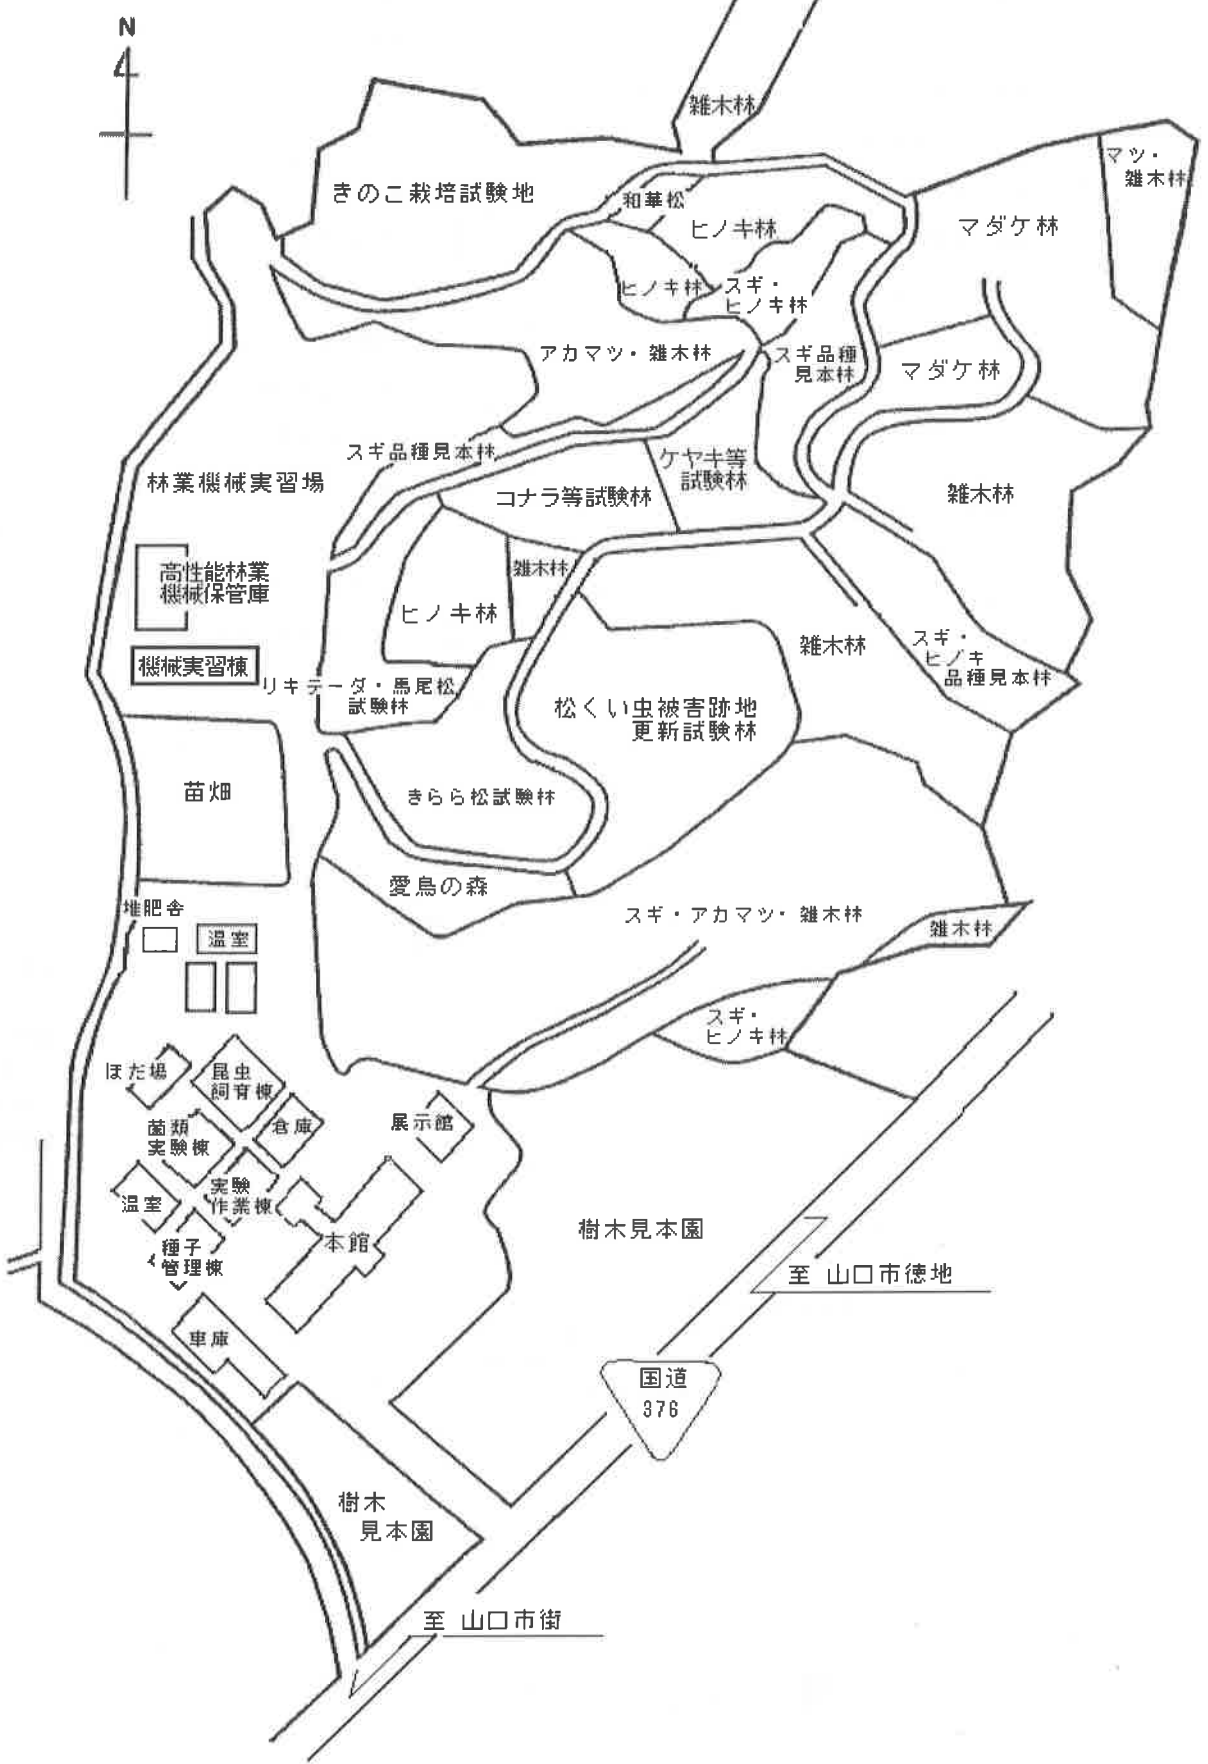 N
雑木林
マツ・
雑木林
きのこ栽培試験地
和華松
ヒノキ林
マダケ林
ヒノキ林
スギ・
ヒノキ林
アカマツ・雑木林
スギ品種
見本林
マダケ林
スギ品種見本林
ケヤキ等
試験林
林業機械実習場
コナラ等試験林
雑木林
高性能林業
機械保管庫
雑木林
ヒノキ林
雑木林
スギ・
ヒノキ
品種見本林
機械実習棟
リキテーダ・馬尾松
試験林
松くい虫被害跡地
更新試験林
苗畑
きらら松試験林
愛鳥の森
堆肥舎
温室
スギ・アカマツ・雑木林
雑木林
スギ・
ヒノキ林
ほだ場
昆虫
飼育棟
菌類
実験棟
倉庫
展示館
温室
実験
作業棟
種子
管理棟
本館
樹木見本園
至 山口市徳地
車庫
国道
376
樹木
見本園
至 山口市街